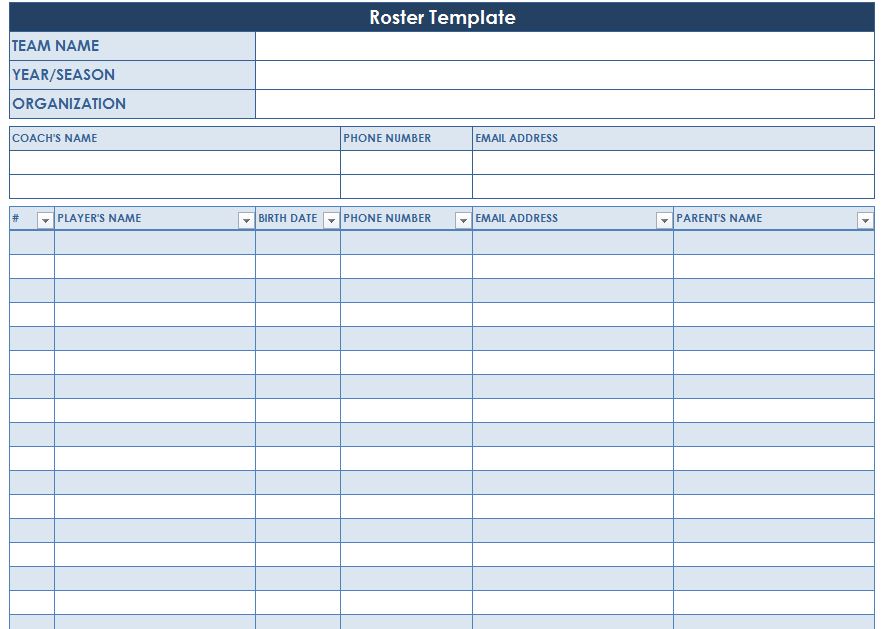 Roster Template
TEAM NAME
YEAR/SEASON
ORGANIZATION
COACH'S NAME PHONE NUMBER EMAIL ADDRESS
# PLAYER'S NAME BIRTH DATE PHONE NUMBER EMAIL ADDRESS PARENT'S NAME